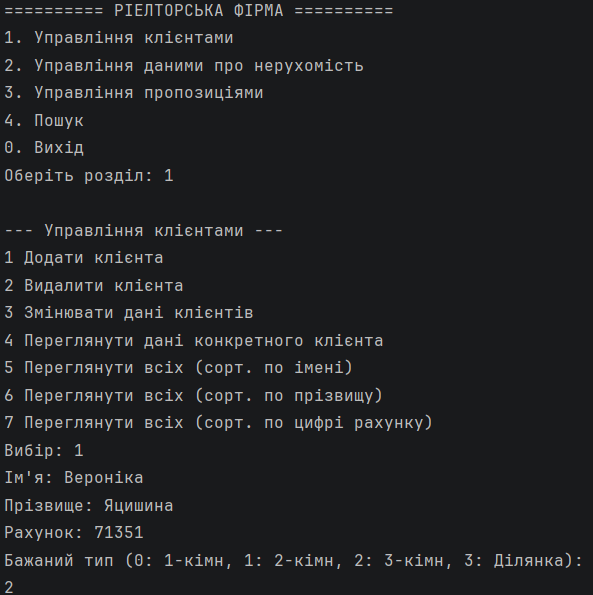 ========== РІЕЛТОРСЬКА ФІРМА ==========
1. Управління клієнтами
2. Управління даними про нерухомість
3. Управління пропозиціями
4. Пошук
0. Вихід
Оберіть розділ: 1
--- Управління клієнтами ---
1 Додати клієнта
2 Видалити клієнта
3 Змінювати дані клієнтів
4 Переглянути дані конкретного клієнта
5 Переглянути всіх (сорт. по імені)
6 Переглянути всіх (сорт. по прізвищу)
7 Переглянути всіх (сорт. по цифрі рахунку)
Вибір: 1
Ім'я: Вероніка
Прізвище: Яцишина
Рахунок: 71351
Бажаний тип (0: 1-кімн, 1: 2-кімн, 2: 3-кімн, 3: Ділянка):
2